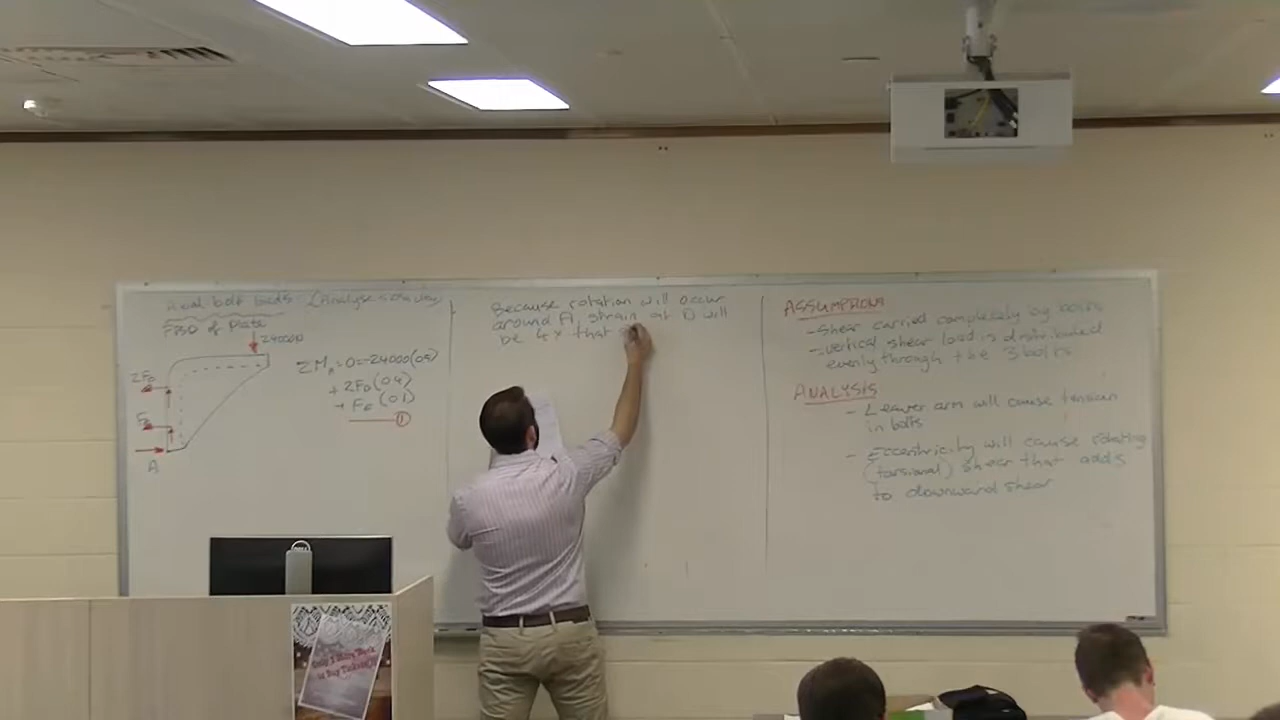 Axial bolt loads (Analyse
FBD of Plate
24000
2FD
A
ΣMA=0=-24000(0.5)
+ 2FD(0.4)
+ FE(0.1)
①
Because rotation will occur
around A, strain at D will
be 4x that
ASSUMPTIONS
- Shear carried completely by bolts
- vertical shear load is distributed
evenly through the 3 bolts
ANALYSIS
- Leaver arm will cause tension
in bolts
- Eccentricity will cause rotating
(torsional) shear that adds
to downward shear